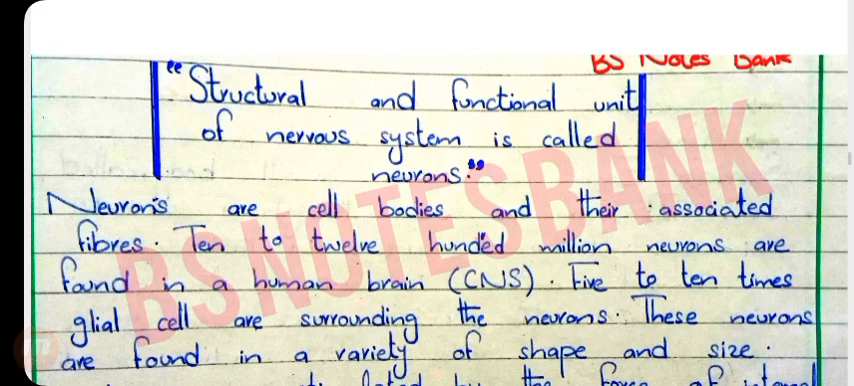 BS Notes Bank
"Structural and functional unit
of nervous system is called
neurons."
Neurons are cell bodies and their associated
fibres. Ten to twelve hunded million neurons are
found in a human brain (CNS). Five to ten times
glial cell are surrounding the neurons. These neurons
are found in a variety of shape and size.
the
BSNOTESBANK